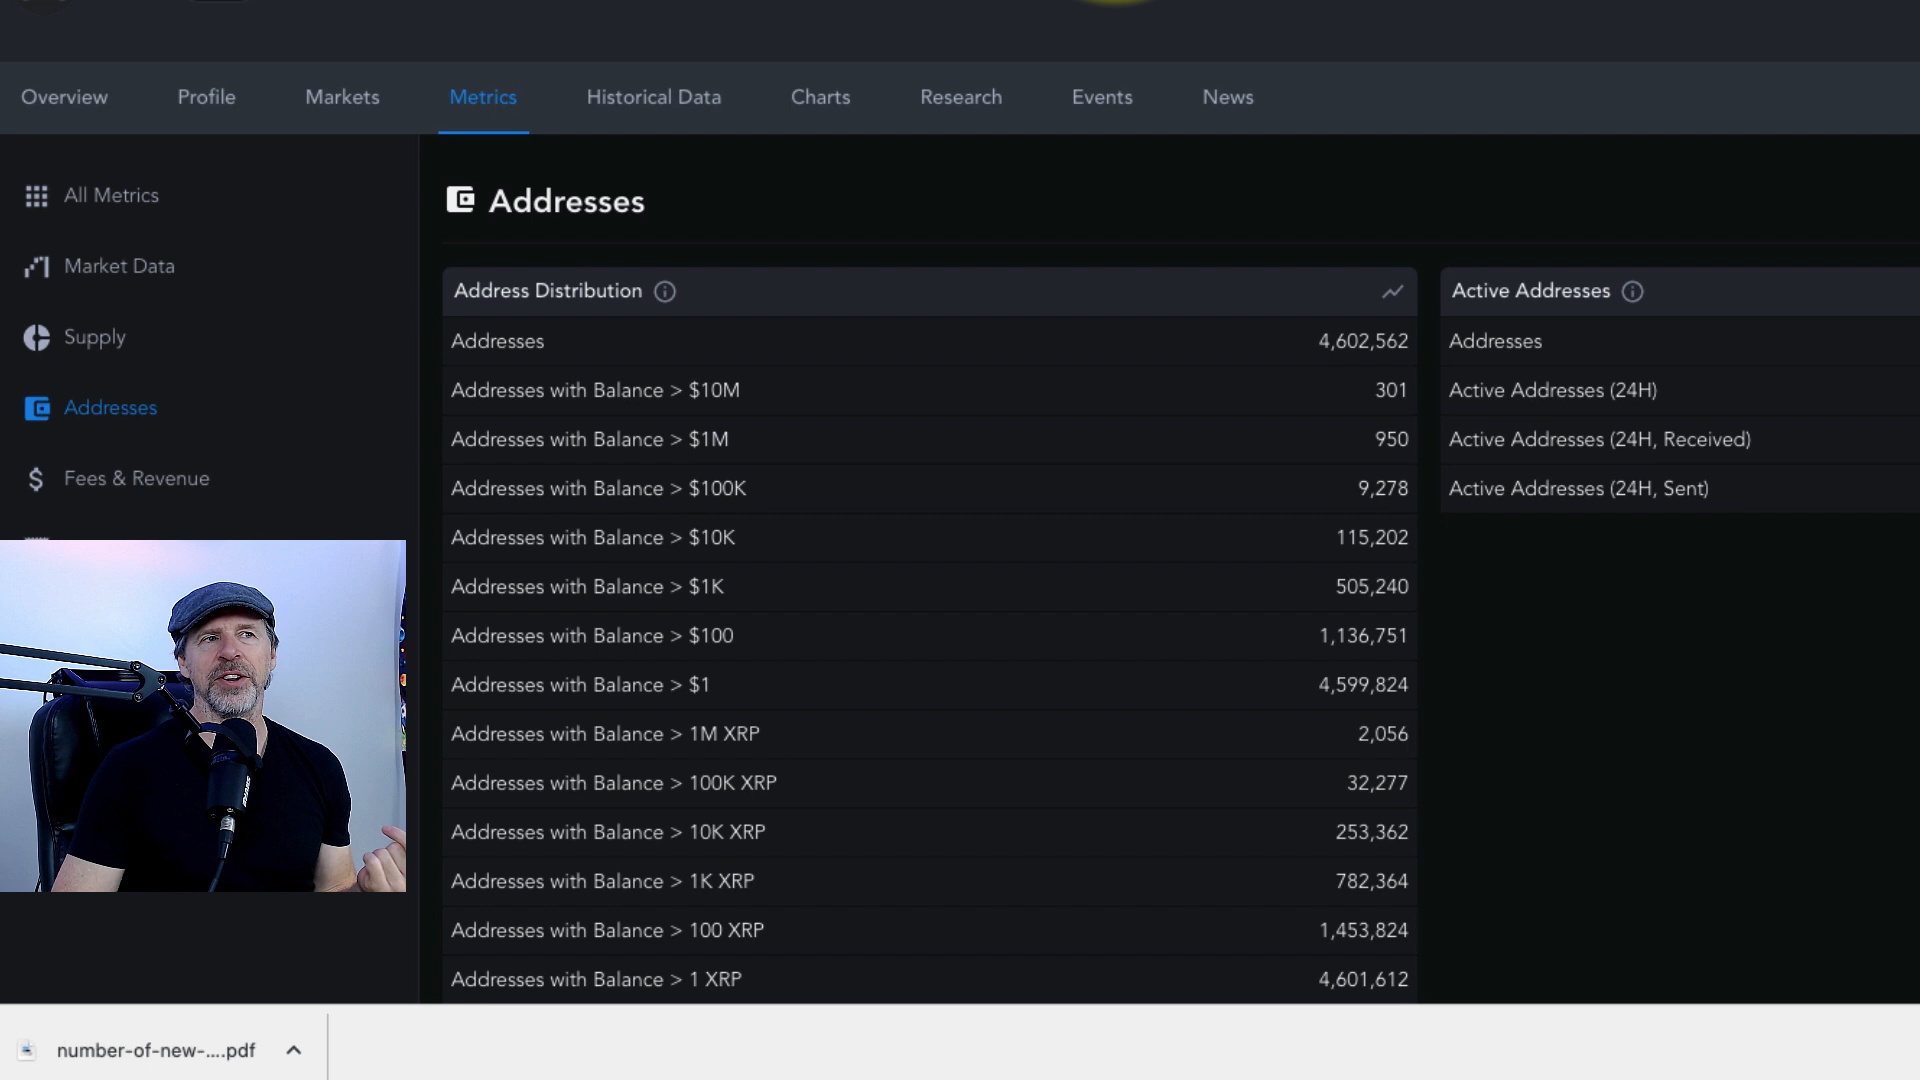 Overview Profile Markets Metrics Historical Data Charts Research Events News
All Metrics
Market Data
Supply
Addresses
Fees & Revenue
Addresses
Address Distribution
Addresses 4,602,562
Addresses with Balance > $10M 301
Addresses with Balance > $1M 950
Addresses with Balance > $100K 9,278
Addresses with Balance > $10K 115,202
Addresses with Balance > $1K 505,240
Addresses with Balance > $100 1,136,751
Addresses with Balance > $1 4,599,824
Addresses with Balance > 1M XRP 2,056
Addresses with Balance > 100K XRP 32,277
Addresses with Balance > 10K XRP 253,362
Addresses with Balance > 1K XRP 782,364
Addresses with Balance > 100 XRP 1,453,824
Addresses with Balance > 1 XRP 4,601,612
Active Addresses
Addresses
Active Addresses (24H)
Active Addresses (24H, Received)
Active Addresses (24H, Sent)
number-of-new-....pdf